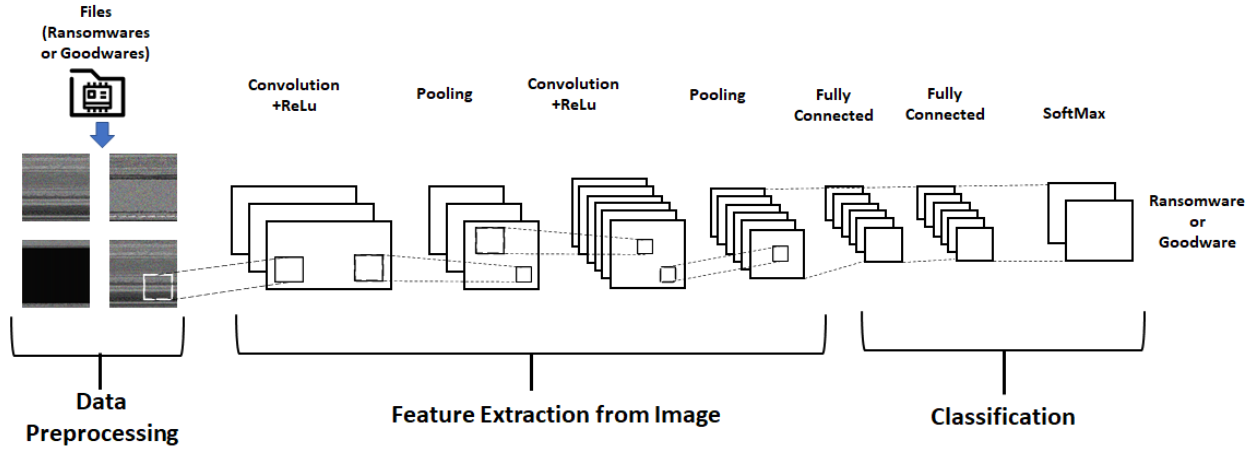 Files
(Ransomwares
or Goodwares)
Convolution
+ReLu
Pooling
Convolution
+ReLu
Pooling
Fully
Connected
Fully
Connected
SoftMax
Ransomware
or
Goodware
Data
Preprocessing
Feature Extraction from Image
Classification